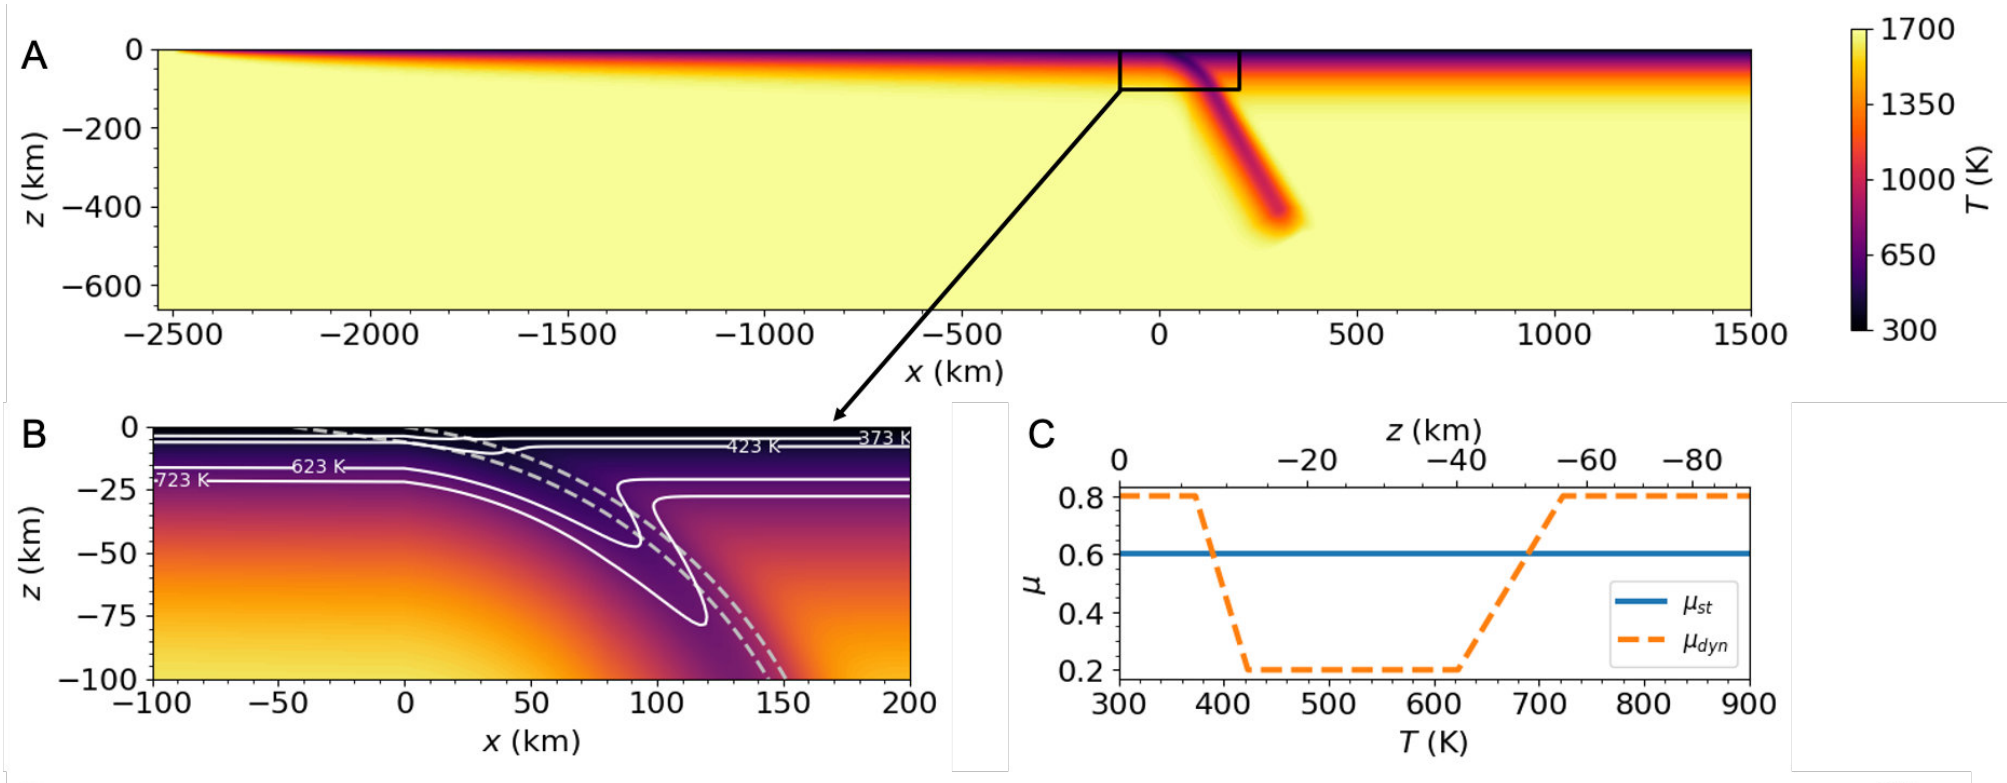 A
0
−200
−400
−600
z (km)
−2500 −2000 −1500 −1000 −500 0 500 1000 1500
x (km)
1700
1350
1000
650
300
T (K)
B
0
−25
−50
−75
−100
z (km)
373 K
423 K
623 K
723 K
−100 −50 0 50 100 150 200
x (km)
C
z (km)
0 −20 −40 −60 −80
0.8
0.6
0.4
0.2
μ
μst
μdyn
300 400 500 600 700 800 900
T (K)